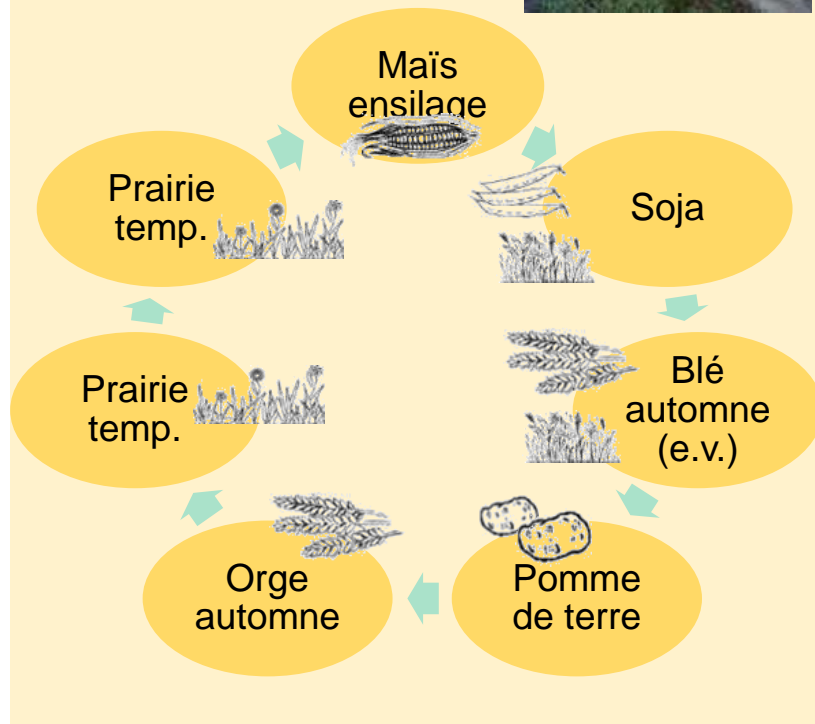 Maïs
ensilage
Prairie
temp.
Soja
Prairie
temp.
Blé
automne
(e.v.)
Orge
automne
Pomme
de terre